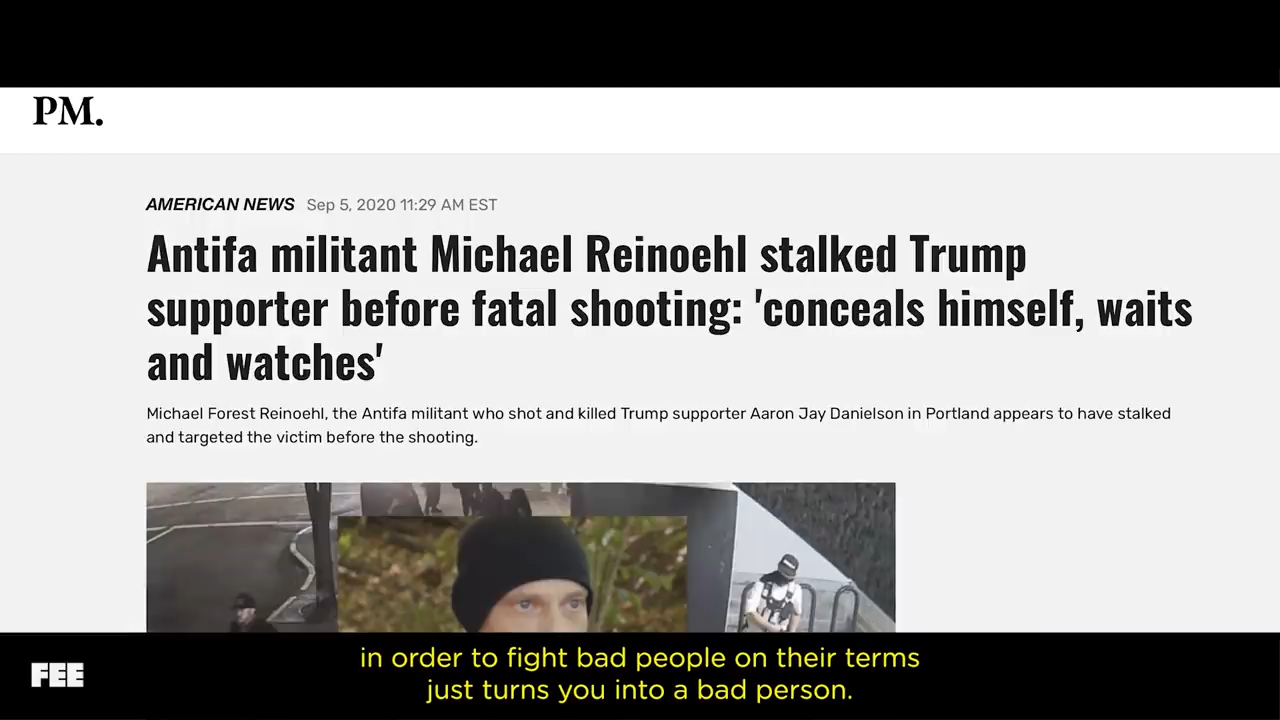 PM.
AMERICAN NEWS Sep 5, 2020 11:29 AM EST
Antifa militant Michael Reinoehl stalked Trump
supporter before fatal shooting: 'conceals himself, waits
and watches'
Michael Forest Reinoehl, the Antifa militant who shot and killed Trump supporter Aaron Jay Danielson in Portland appears to have stalked
and targeted the victim before the shooting.
in order to fight bad people on their terms
just turns you into a bad person.
FEE